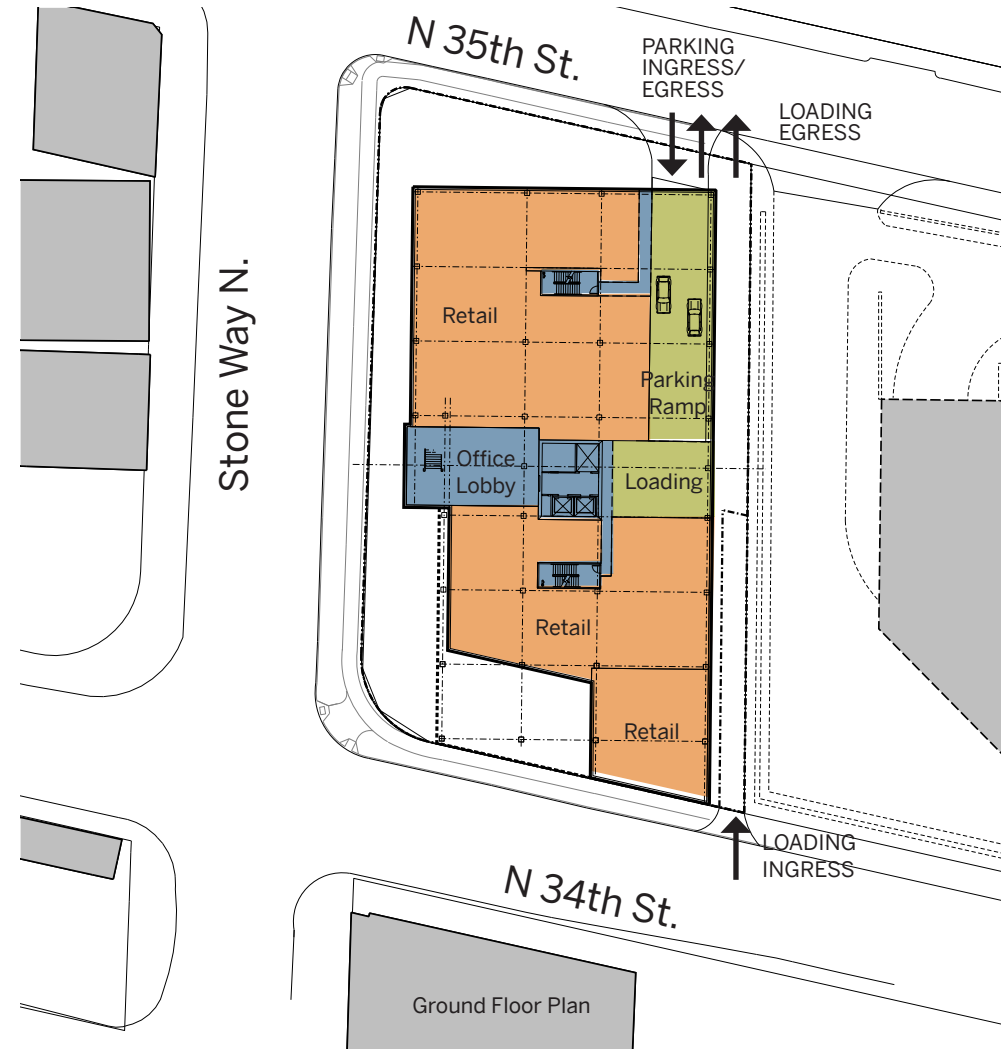 N 35th St.
PARKING
INGRESS/
EGRESS
LOADING
EGRESS
Stone Way N.
Retail
Parking
Ramp
Office
Lobby
Loading
Retail
Retail
LOADING
INGRESS
N 34th St.
Ground Floor Plan